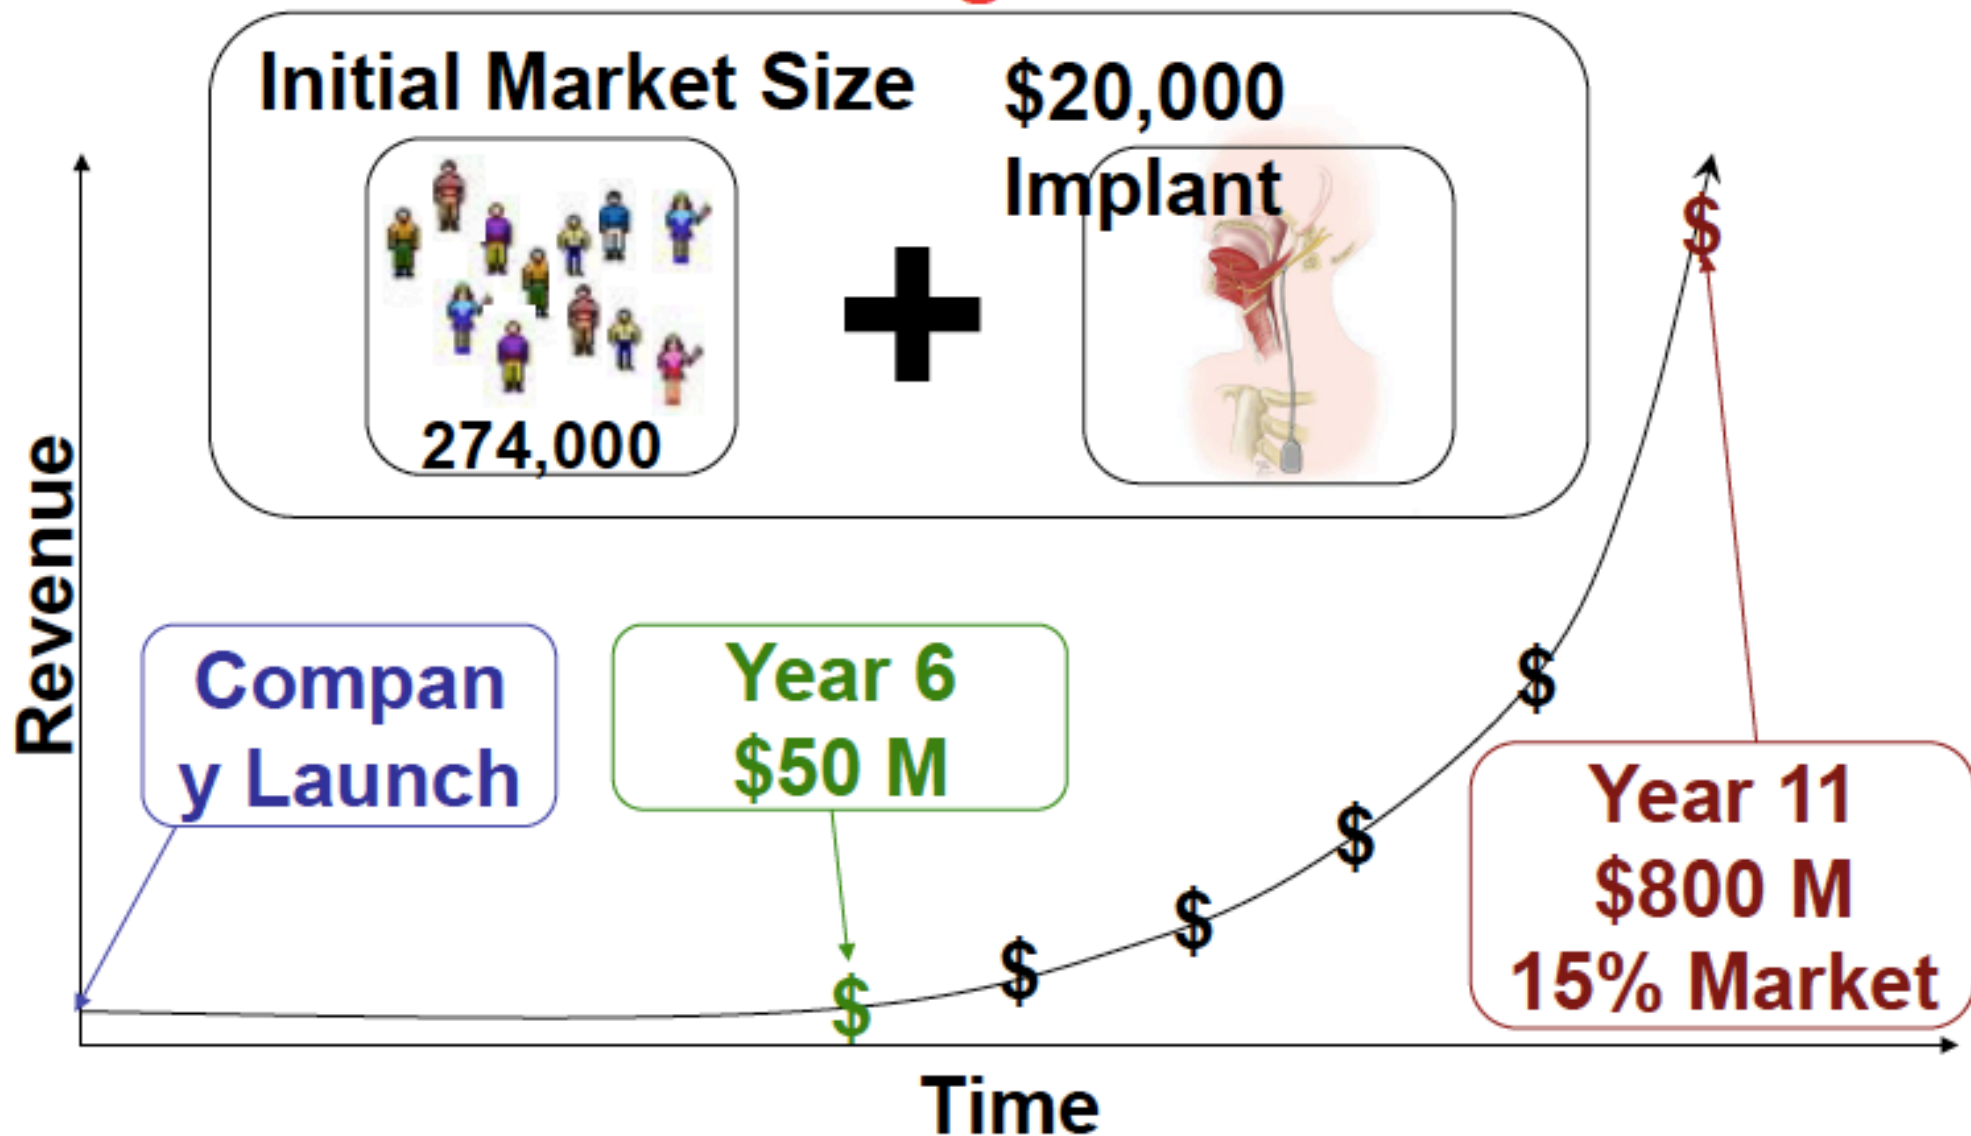 Initial Market Size
$20,000
Implant
274,000
Revenue
Compan
y Launch
Year 6
$50 M
$
$
$
$
$
$
Year 11
$800 M
15% Market
Time